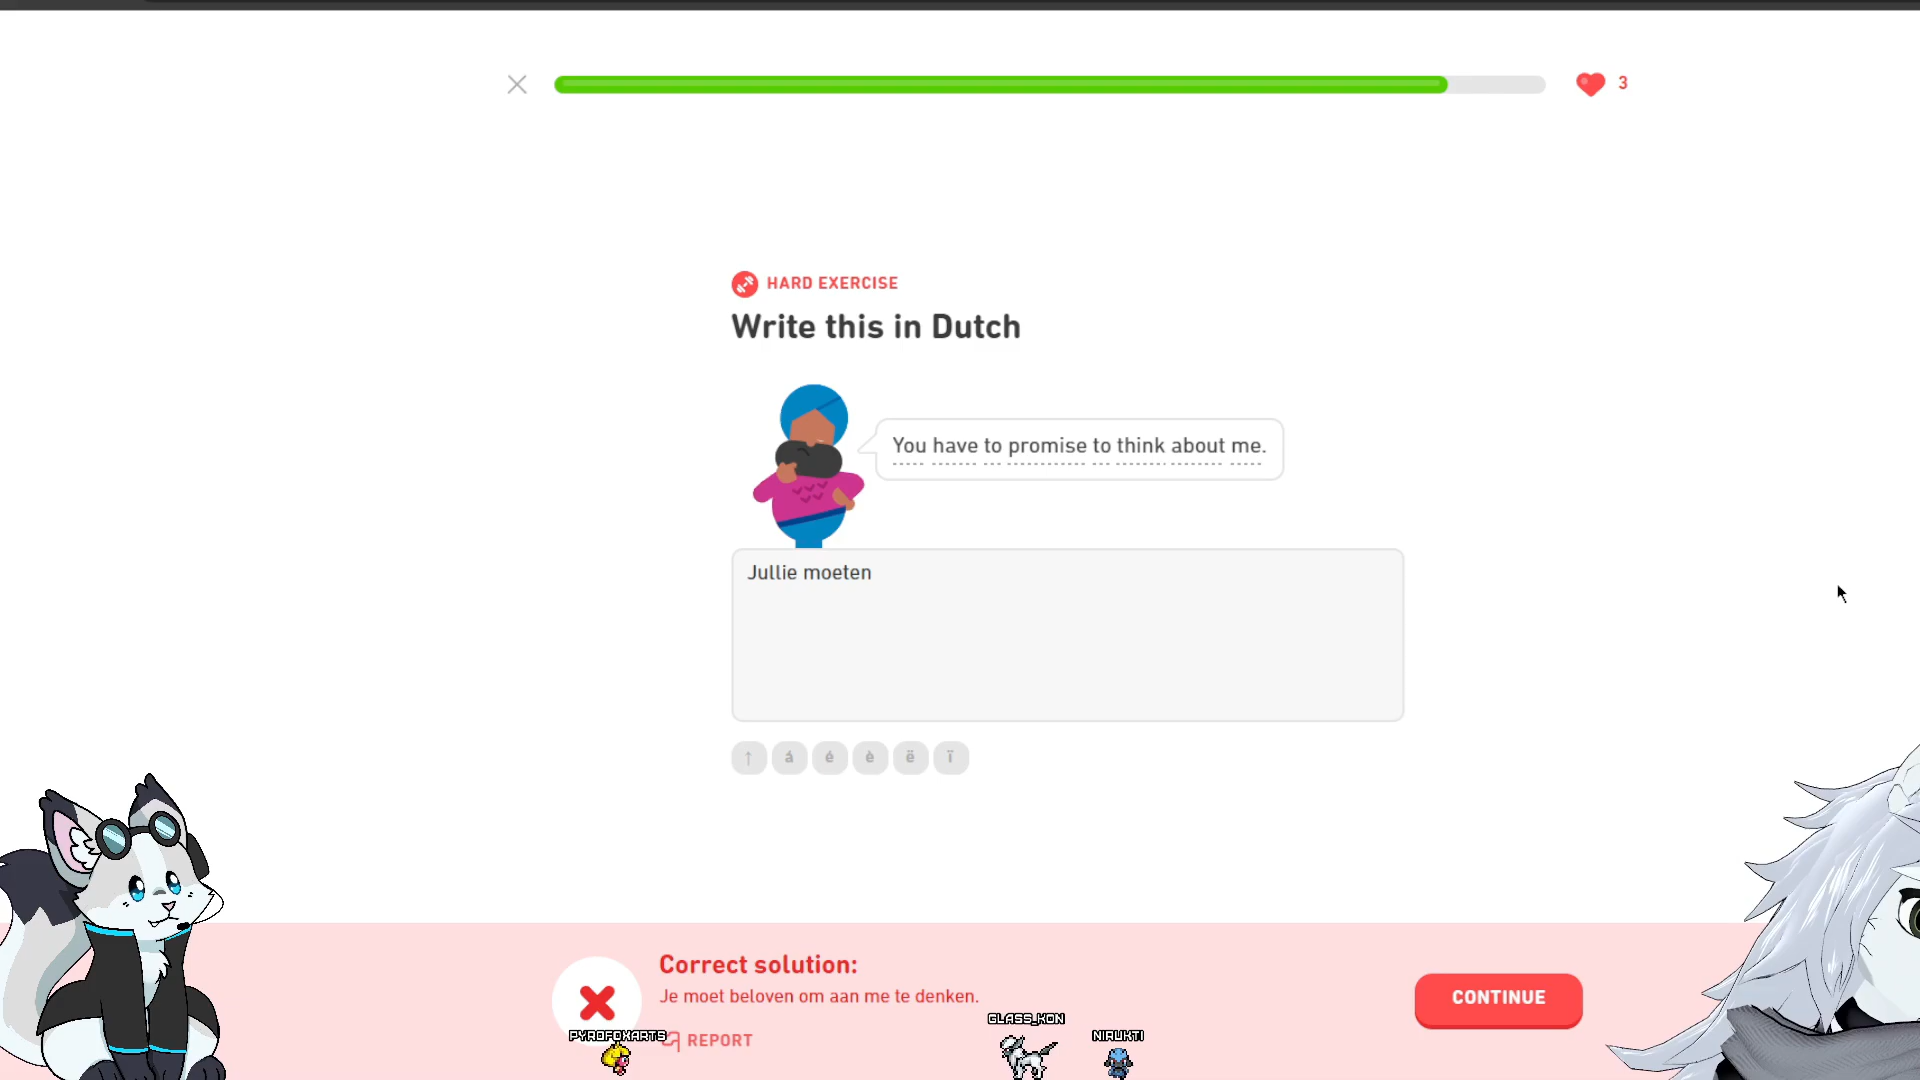 3
HARD EXERCISE
Write this in Dutch
You have to promise to think about me.
Jullie moeten
↑ á é è ë ï
Correct solution:
Je moet beloven om aan me te denken.
CONTINUE
GLASS_KON
PYROFOXARTS
NIRUKTI
REPORT